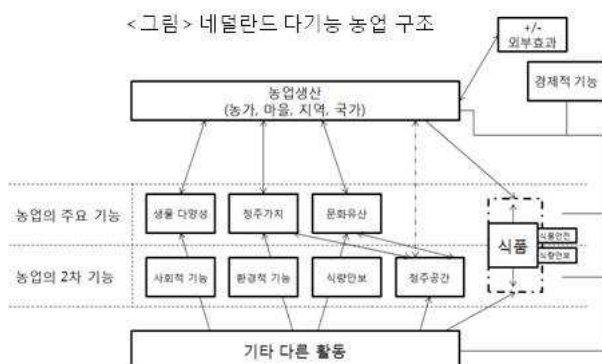 <그림> 네덜란드 다기능 농업 구조
+/-
외부효과
경제적 기능
농업생산
(농가, 마을, 지역, 국가)
농업의 주요 기능
생물 다양성
정주가치
문화유산
식품
식품안전
식량안보
농업의 2차 기능
사회적 기능
환경적 기능
식량안보
정주공간
기타 다른 활동